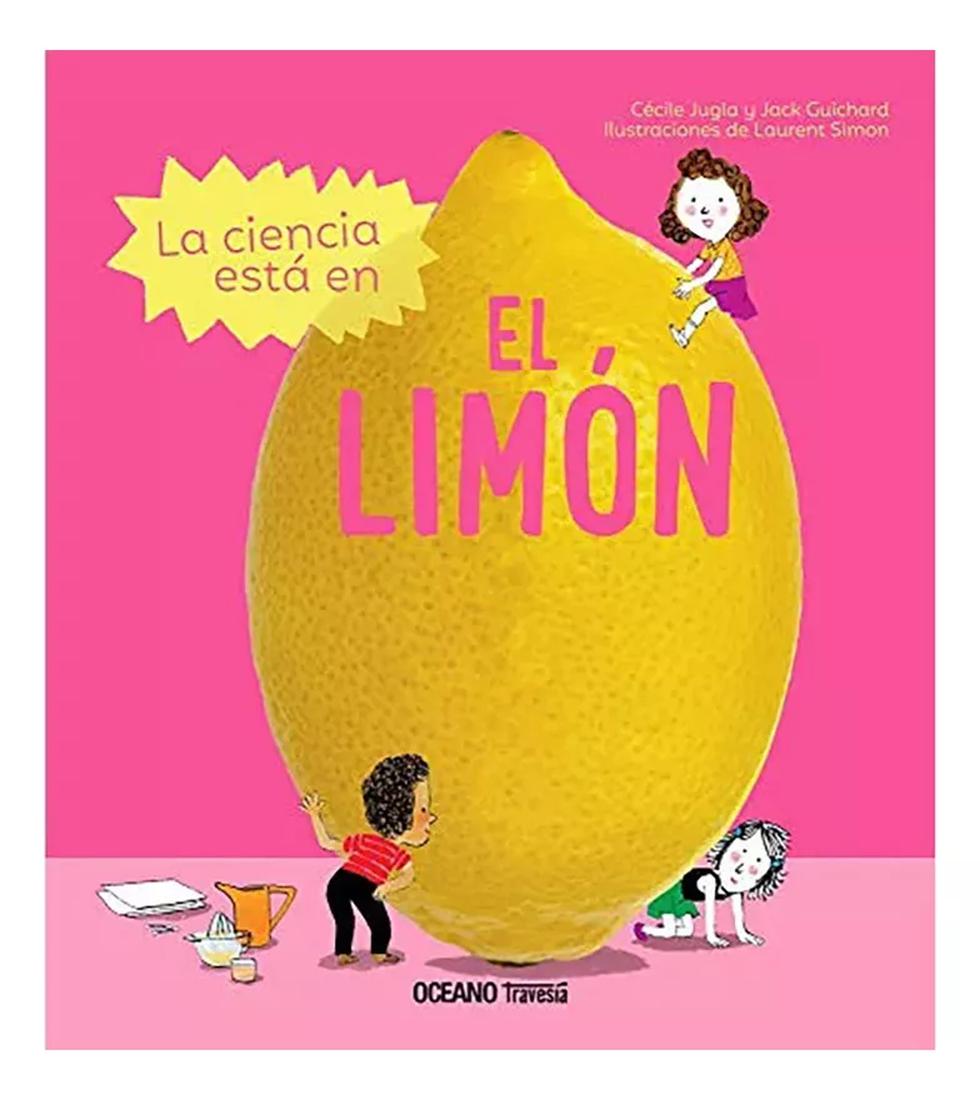 Cécile Jugla y Jack Guichard
Ilustraciones de Laurent Simon
La ciencia
está en
EL
LIMÓN
OCEANO Travesía